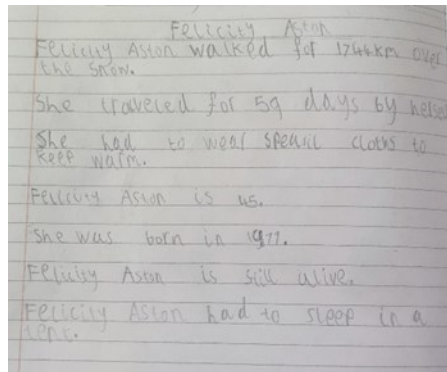 Felicity Aston
Felicity Aston walked for 1744km over
the snow.
She traveled for 59 days by herself
She had to wear speasil cloths to
keep warm.
Felicity Aston is 45.
She was born in 1977.
Felicisy Aston is still alive.
Felicity Aston had to sleep in a
tent.